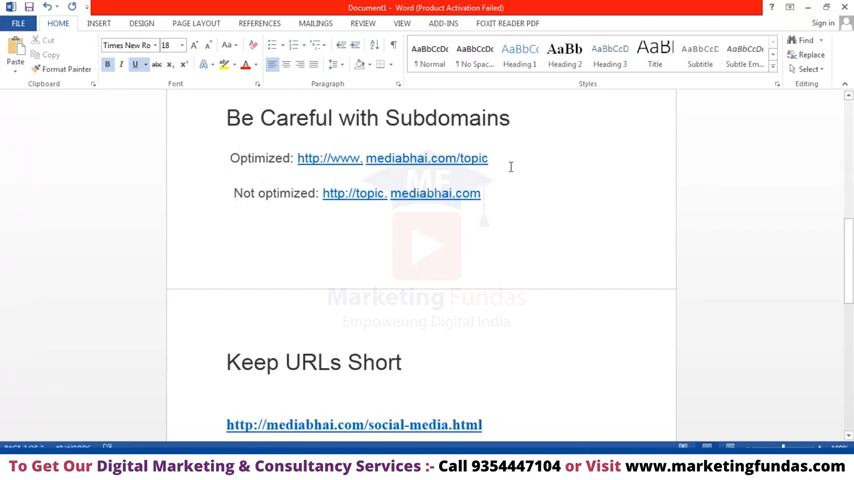 Document1 - Word (Product Activation Failed)
FILE HOME INSERT DESIGN PAGE LAYOUT REFERENCES MAILINGS REVIEW VIEW ADD-INS FOXIT READER PDF Sign in
Paste Cut Copy Format Painter
Times New Ro 18
B I U abc x₂ x² A
AaBbCcDc AaBbCcDc AaBbCc AaBb AaBbCcD AaBl AaBbCcD AaBbCcDc
¶ Normal ¶ No Spac... Heading 1 Heading 2 Heading 3 Title Subtitle Subtle Em...
Find Replace Select
Clipboard Font Paragraph Styles Editing
Be Careful with Subdomains
Optimized: http://www. mediabhai.com/topic
Not optimized: http://topic. mediabhai.com
MF
Marketing Fundas
Empowering Digital India
Keep URLs Short
http://mediabhai.com/social-media.html
To Get Our Digital Marketing & Consultancy Services :- Call 9354447104 or Visit www.marketingfundas.com